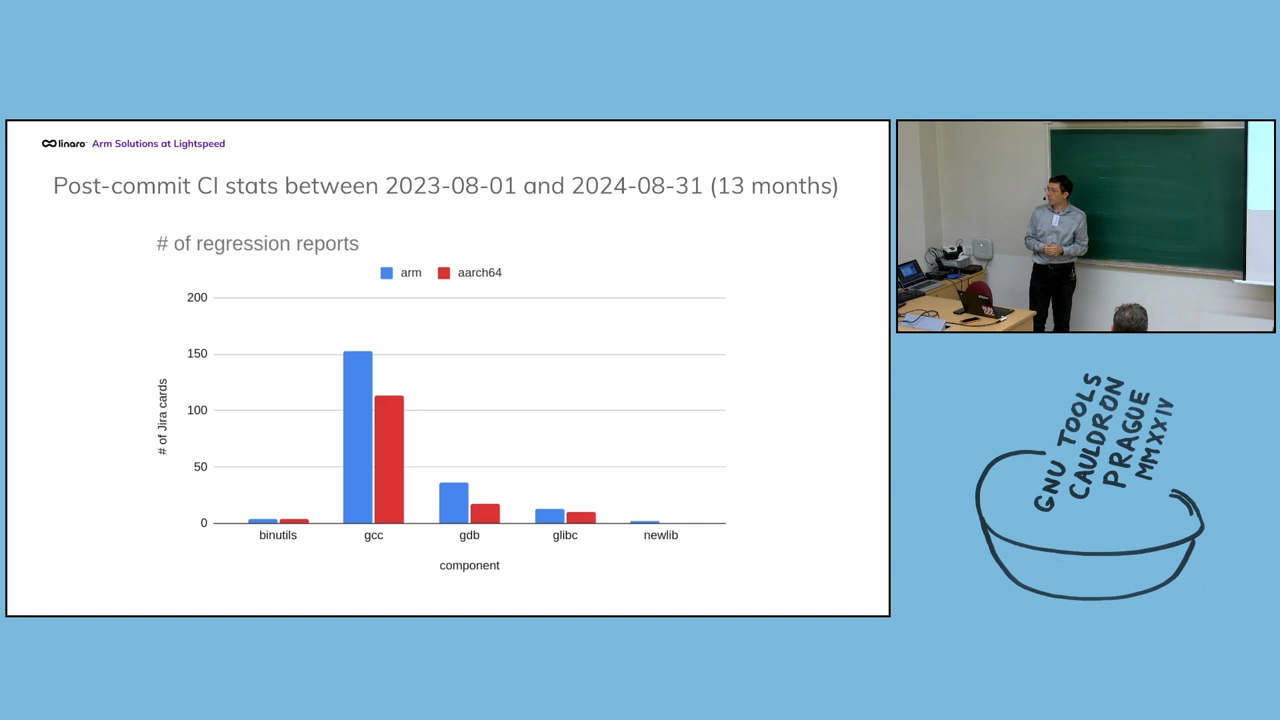 linaro Arm Solutions at Lightspeed
Post-commit CI stats between 2023-08-01 and 2024-08-31 (13 months)
# of regression reports
arm aarch64
200
150
100
50
0
# of Jira cards
binutils gcc gdb glibc newlib
component
GNU TOOLS
CAULDRON
PRAGUE
MMXXIV